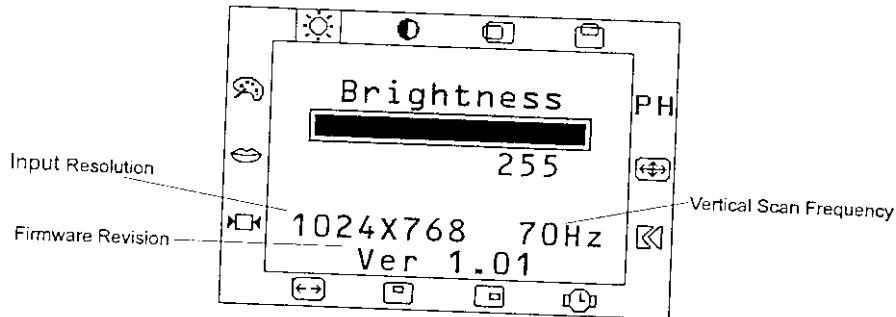 Brightness
PH
255
Input Resolution
1024X768 70Hz
Vertical Scan Frequency
Firmware Revision
Ver 1.01